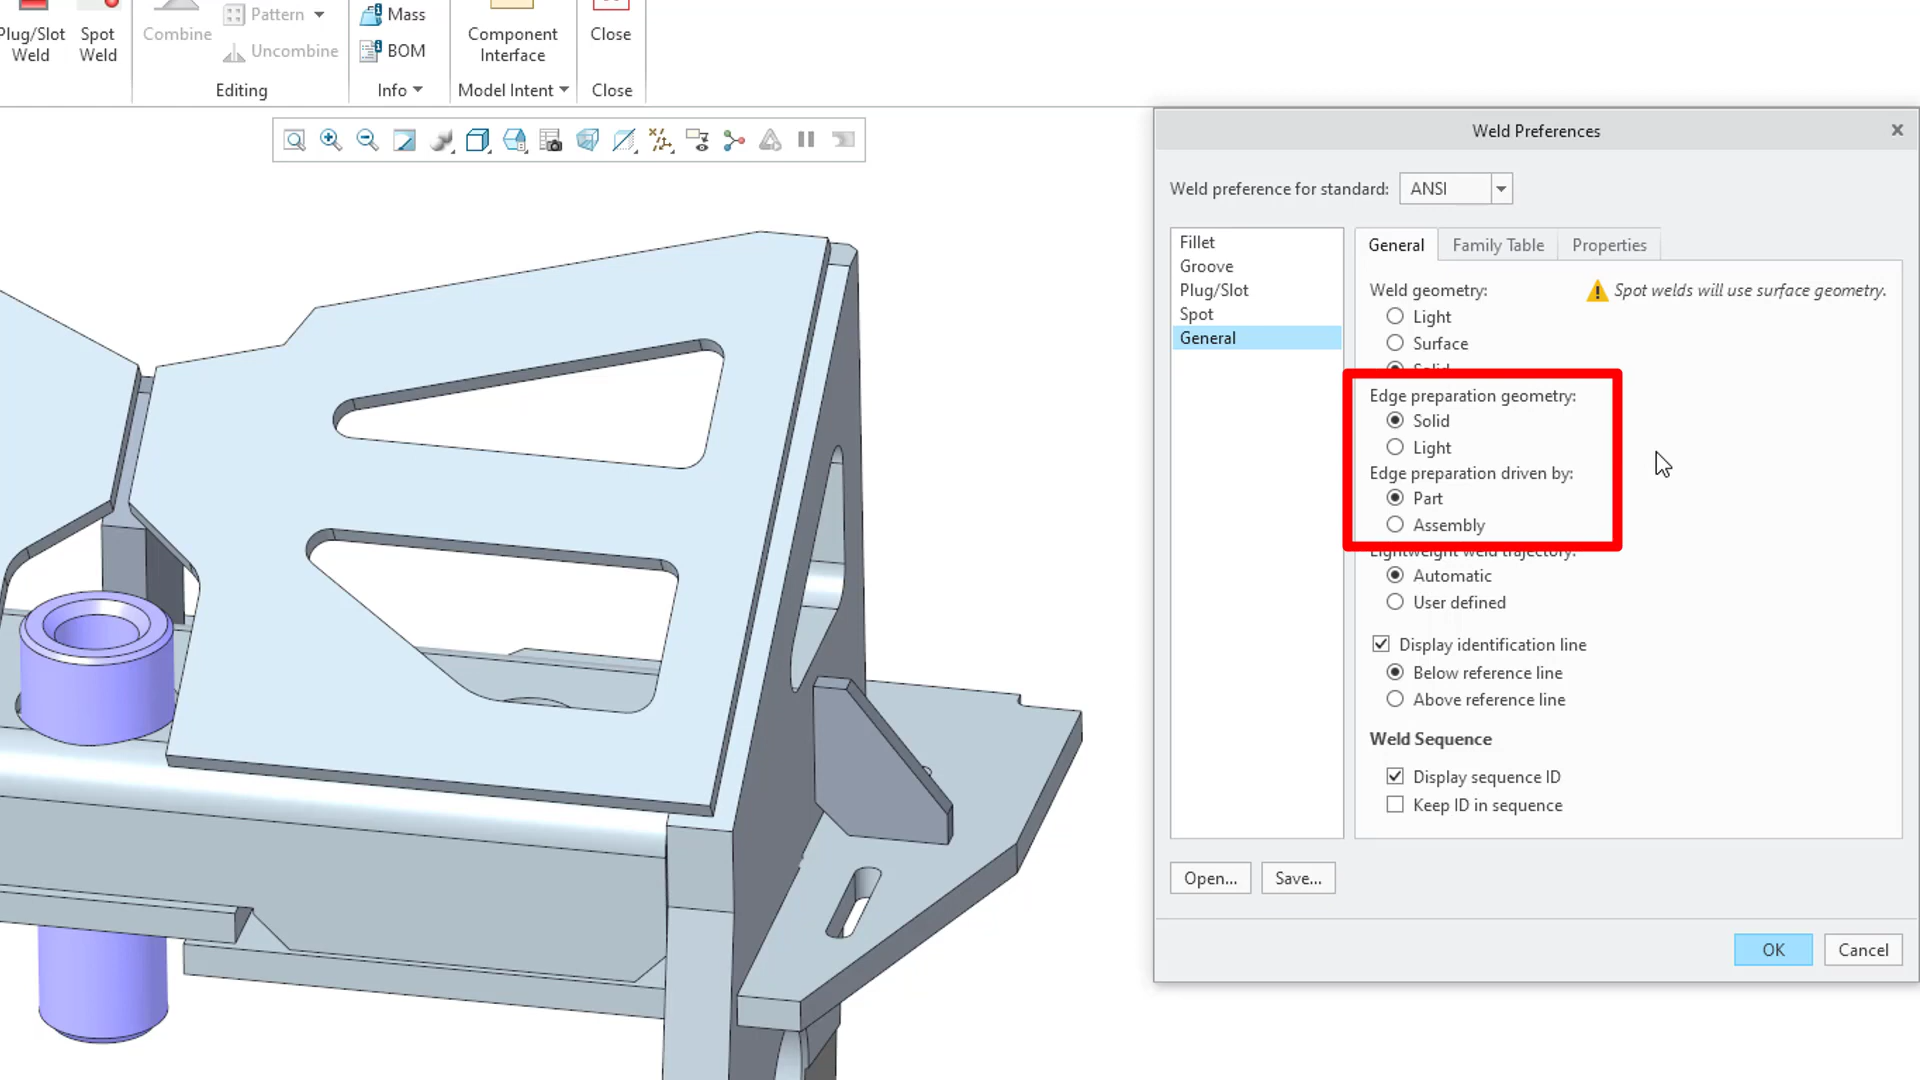 Plug/Slot
Weld
Spot
Weld
Combine
Pattern
Uncombine
Editing
Mass
BOM
Info
Component
Interface
Model Intent
Close
Close
Weld Preferences
Weld preference for standard: ANSI
Fillet
Groove
Plug/Slot
Spot
General
General Family Table Properties
Weld geometry:
Spot welds will use surface geometry.
Light
Surface
Solid
Edge preparation geometry:
Solid
Light
Edge preparation driven by:
Part
Assembly
Lightweight weld trajectory:
Automatic
User defined
Display identification line
Below reference line
Above reference line
Weld Sequence
Display sequence ID
Keep ID in sequence
Open... Save...
OK Cancel